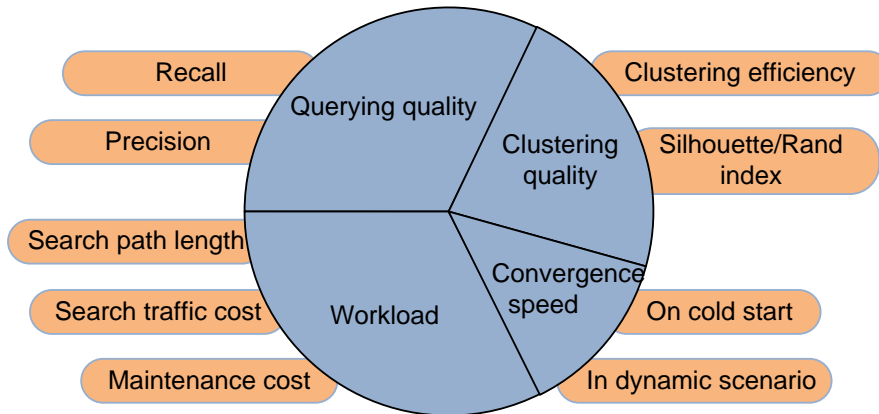 Recall
Precision
Querying quality
Clustering efficiency
Silhouette/Rand
index
Clustering
quality
Search path length
Search traffic cost
Maintenance cost
Workload
Convergence
speed
On cold start
In dynamic scenario